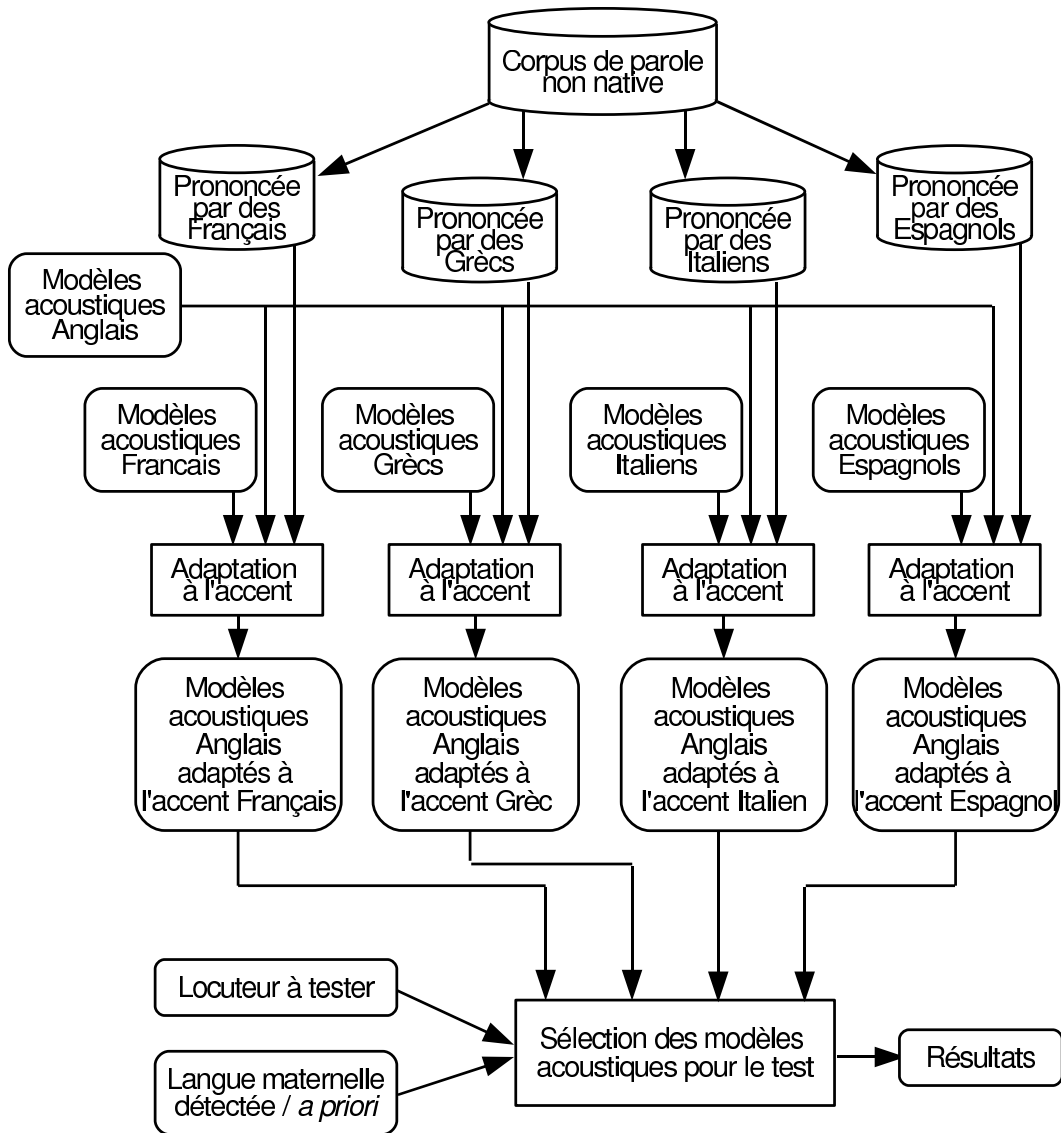 Corpus de parole
non native
Prononcée
par des
Français
Prononcée
par des
Grècs
Prononcée
par des
Italiens
Prononcée
par des
Espagnols
Modèles
acoustiques
Anglais
Modèles
acoustiques
Francais
Modèles
acoustiques
Grècs
Modèles
acoustiques
Italiens
Modèles
acoustiques
Espagnols
Adaptation
à l'accent
Adaptation
à l'accent
Adaptation
à l'accent
Adaptation
à l'accent
Modèles
acoustiques
Anglais
adaptés à
l'accent Français
Modèles
acoustiques
Anglais
adaptés à
l'accent Grèc
Modèles
acoustiques
Anglais
adaptés à
l'accent Italien
Modèles
acoustiques
Anglais
adaptés à
l'accent Espagnol
Locuteur à tester
Langue maternelle
détectée / a priori
Sélection des modèles
acoustiques pour le test
Résultats